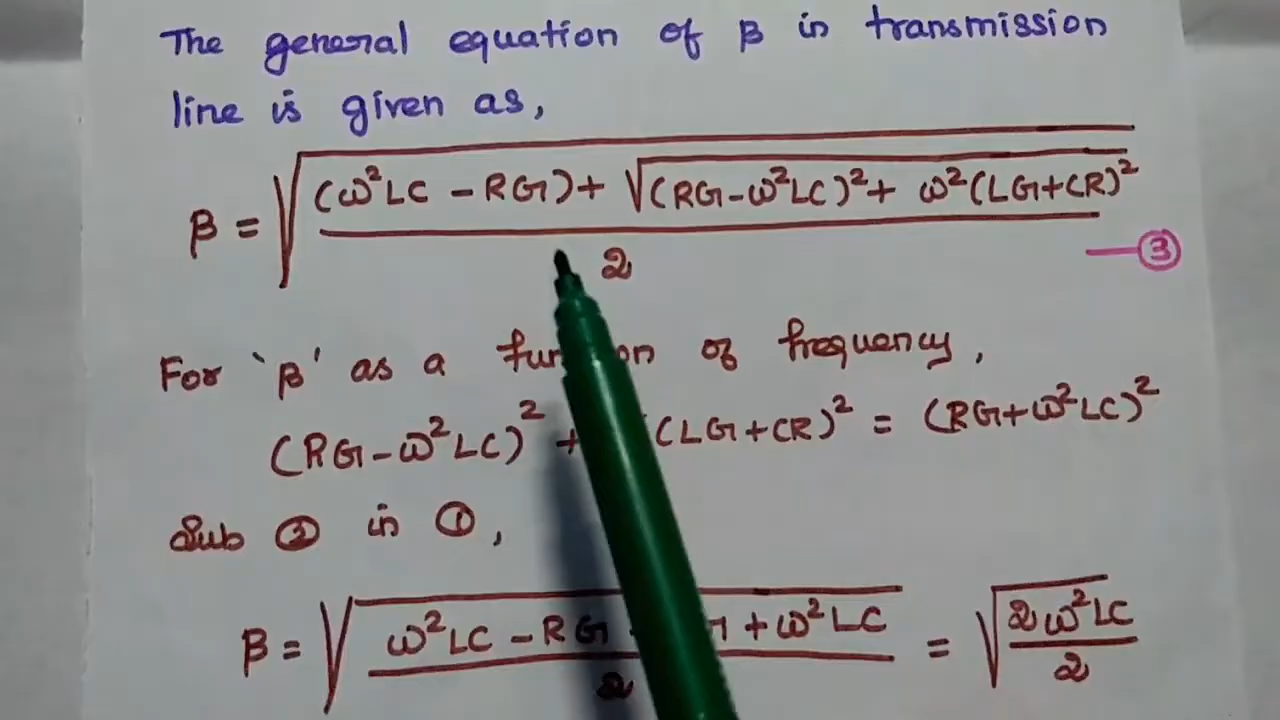 The general equation of β in transmission
line is given as,
β = √((ω²LC - RG) + √((RG-ω²LC)² + ω²(LG+CR)²)) / 2
③
For 'β' as a of frequency,
(RG-ω²LC)² + (LG+CR)² = (RG+ω²LC)²
Sub ② in ①,
β = √(ω²LC - RG + ω²LC / 2) = √(2ω²LC / 2)